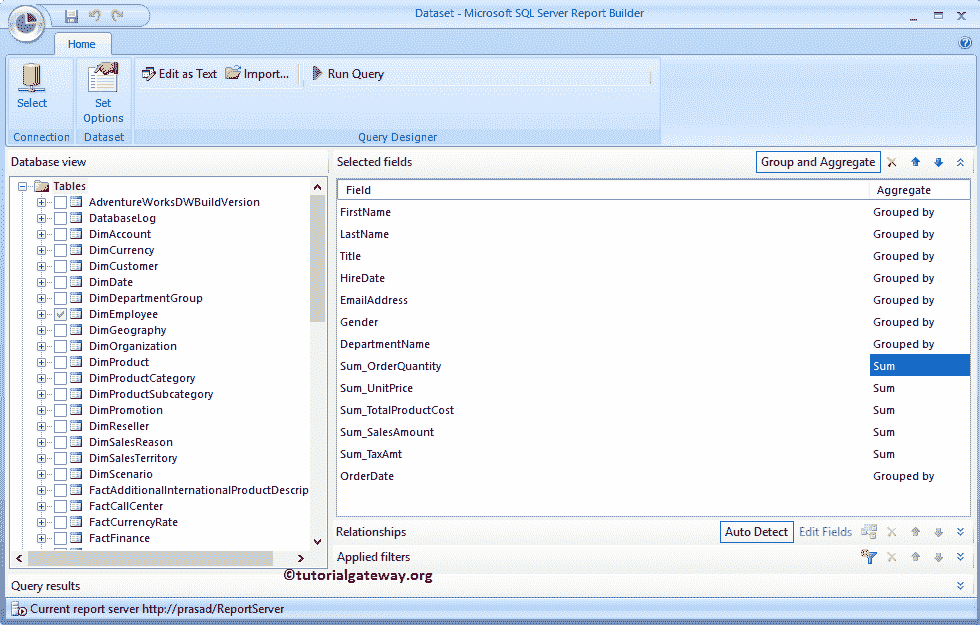 Dataset - Microsoft SQL Server Report Builder
Home
Select
Set Options
Edit as Text
Import...
Run Query
Connection
Dataset
Query Designer
Database view
Tables
AdventureWorksDWBuildVersion
DatabaseLog
DimAccount
DimCurrency
DimCustomer
DimDate
DimDepartmentGroup
DimEmployee
DimGeography
DimOrganization
DimProduct
DimProductCategory
DimProductSubcategory
DimPromotion
DimReseller
DimSalesReason
DimSalesTerritory
DimScenario
FactAdditionalInternationalProductDescrip
FactCallCenter
FactCurrencyRate
FactFinance
Selected fields
Group and Aggregate
Field Aggregate
FirstName Grouped by
LastName Grouped by
Title Grouped by
HireDate Grouped by
EmailAddress Grouped by
Gender Grouped by
DepartmentName Grouped by
Sum_OrderQuantity Sum
Sum_UnitPrice Sum
Sum_TotalProductCost Sum
Sum_SalesAmount Sum
Sum_TaxAmt Sum
OrderDate Grouped by
Relationships
Auto Detect
Edit Fields
Applied filters
©tutorialgateway.org
Query results
Current report server http://prasad/ReportServer